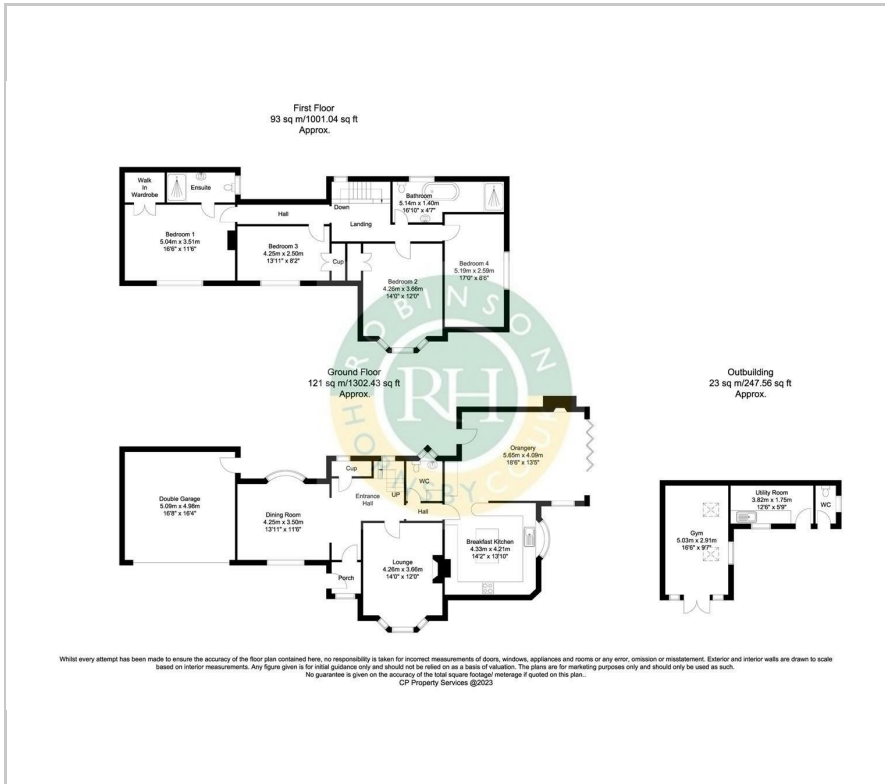 First Floor
93 sq m/1001.04 sq ft
Approx.
Walk
In
Wardrobe
Ensuite
Bedroom 1
5.04m x 3.51m
16'6" x 11'6"
Hall
Bedroom 3
4.25m x 2.50m
13'11" x 8'2"
Cup
Down
Landing
Bathroom
5.14m x 1.40m
16'10" x 4'7"
Bedroom 2
4.26m x 3.66m
14'0" x 12'0"
Bedroom 4
5.19m x 2.59m
17'0" x 8'6"
ROBINSON
RH
HORNSBY COURT
Ground Floor
121 sq m/1302.43 sq ft
Approx.
Double Garage
5.09m x 4.98m
16'8" x 16'4"
Dining Room
4.25m x 3.50m
13'11" x 11'6"
Cup
Entrance
Hall
UP
WC
Hall
Porch
Lounge
4.26m x 3.66m
14'0" x 12'0"
Orangery
5.65m x 4.09m
18'6" x 13'5"
Breakfast Kitchen
4.33m x 4.21m
14'2" x 13'10"
Outbuilding
23 sq m/247.56 sq ft
Approx.
Gym
5.03m x 2.91m
16'6" x 9'7"
Utility Room
3.82m x 1.75m
12'6" x 5'9"
WC
Whilst every attempt has been made to ensure the accuracy of the floor plan contained here, no responsibility is taken for incorrect measurements of doors, windows, appliances and rooms or any error, omission or misstatement. Exterior and interior walls are drawn to scale
based on interior measurements. Any figure given is for initial guidance only and should not be relied on as a basis of valuation. The plans are for marketing purposes only and should only be used as such.
No guarantee is given on the accuracy of the total square footage/ meterage if quoted on this plan..
CP Property Services @2023